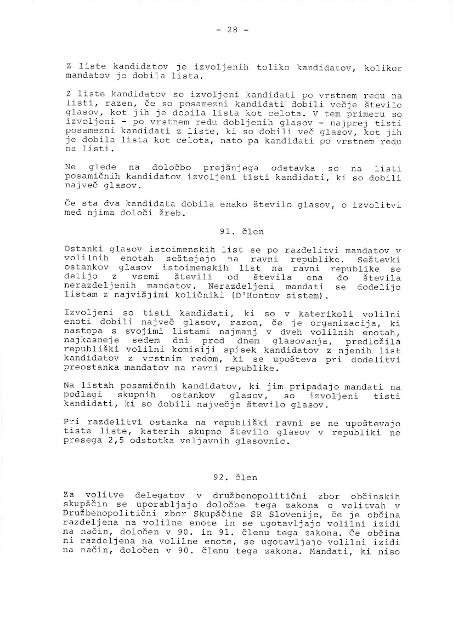 - 28 -
Z liste kandidatov je izvoljenih toliko kandidatov, kolikor
mandatov je dobila lista.
Z liste kandidatov so izvoljeni kandidati po vrstnem redu na
listi, razen, če so posamezni kandidati dobili večje število
glasov, kot jih je dobila lista kot celota. V tem primeru so
izvoljeni - po vrstnem redu dobljenih glasov - najprej tisti
posamezni kandidati z liste, ki so dobili več glasov, kot jih
je dobila lista kot celota, nato pa kandidati po vrstnem redu
na listi.
Ne glede na določbo prejšnjega odstavka so na listi
posamičnih kandidatov izvoljeni tisti kandidati, ki so dobili
največ glasov.
Če sta dva kandidata dobila enako število glasov, o izvolitvi
med njima določi žreb.
91. člen
Ostanki glasov istoimenskih list se po razdelitvi mandatov v
volilnih enotah seštejejo na ravni republike. Seštevki
ostankov glasov istoimenskih list na ravni republike se
delijo z vsemi števili od števila ena do števila
nerazdeljenih mandatov. Nerazdeljeni mandati se dodelijo
listam z najvišjimi količniki (D'Hontov sistem).
Izvoljeni so tisti kandidati, ki so v katerikoli volilni
enoti dobili največ glasov, razon, če je organizacija, ki
nastopa s svojimi listami najmanj v dveh volilnih enotah,
najkasneje sedem dni prod dnem glasovanja, predložila
republiški volilni komisiji spisek kandidatov z njenih list
kandidatov z vrstnim redom, ki se upošteva pri dodelitvi
preostanka mandatov na ravni republike.
Na listah posamičnih kandidatov, ki jim pripadajo mandati na
podlagi skupnih ostankov glasov, so izvoljeni tisti
kandidati, ki so dobili največje število glasov.
Pri razdelitvi ostanka na republiški ravni se ne upoštevajo
tiste liste, katerih skupno število glasov v republiki ne
presega 2,5 odstotka veljavnih glasovnic.
92. člen
Za volitve delegatov v družbenopolitični zbor občinskih
skupščin se uporabljajo določbe tega zakona o volitvah v
Družbenopolitični zbor Skupščine SR Slovenije, če je občina
razdeljena na volilne enote in se ugotavljajo volilni izidi
na način, določen v 90. in 91. členu tega zakona. Če občina
ni razdeljena na volilne enote, se ugotavljajo volilni izidi
na način, določen v 90. členu tega zakona. Mandati, ki niso